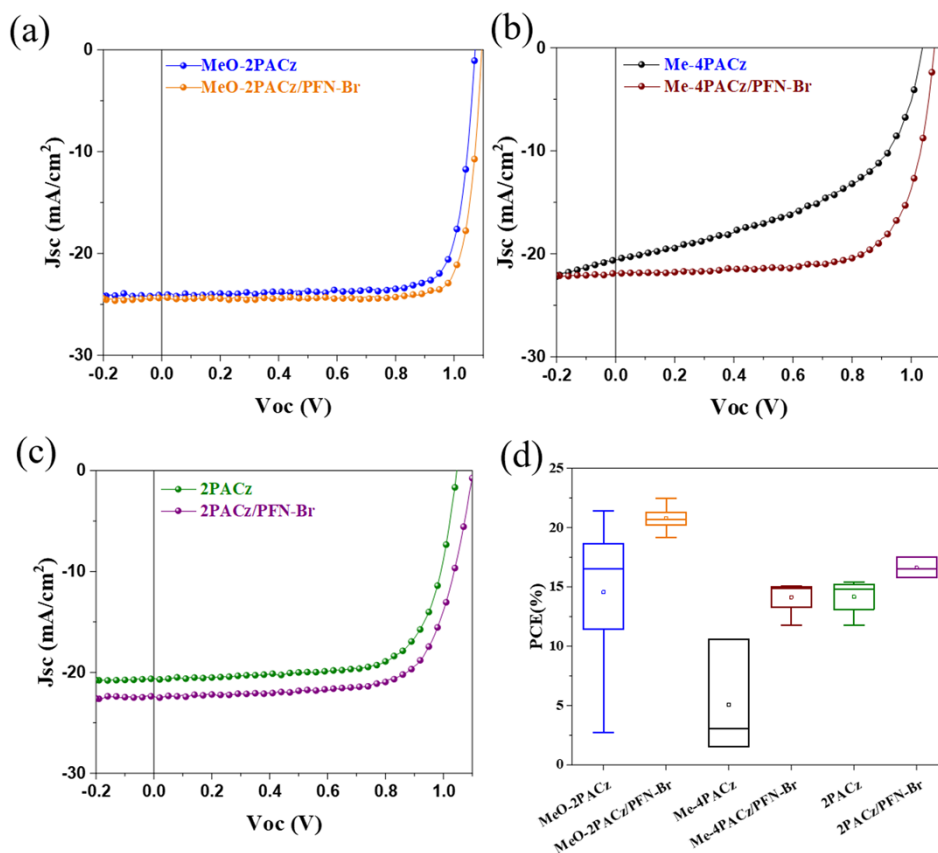 (a)
MeO-2PACz
MeO-2PACz/PFN-Br
0
-10
-20
-30
Jsc (mA/cm²)
-0.2 0.0 0.2 0.4 0.6 0.8 1.0
Voc (V)
(b)
Me-4PACz
Me-4PACz/PFN-Br
0
-10
-20
-30
Jsc (mA/cm²)
-0.2 0.0 0.2 0.4 0.6 0.8 1.0
Voc (V)
(c)
2PACz
2PACz/PFN-Br
0
-10
-20
-30
Jsc (mA/cm²)
-0.2 0.0 0.2 0.4 0.6 0.8 1.0
Voc (V)
(d)
25
20
15
10
5
0
PCE(%)
MeO-2PACz
MeO-2PACz/PFN-Br
Me-4PACz
Me-4PACz/PFN-Br
2PACz
2PACz/PFN-Br